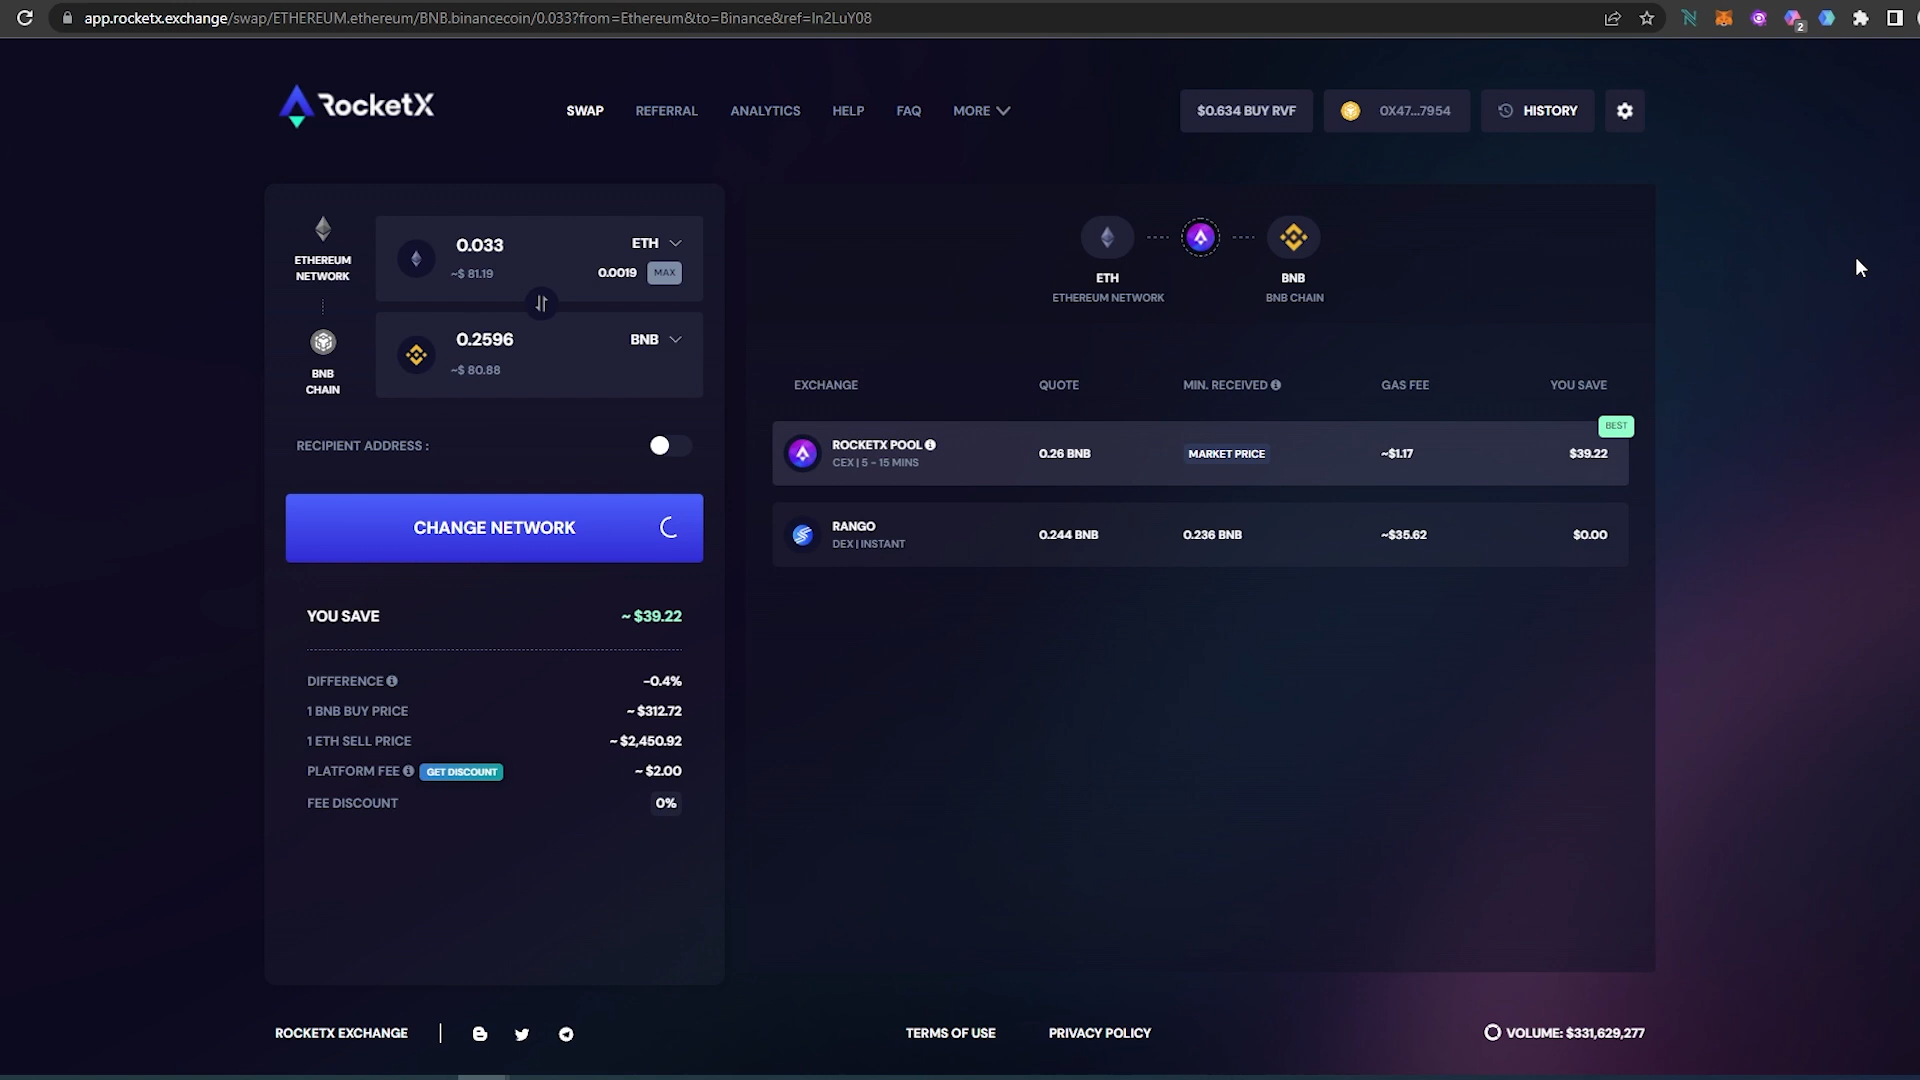 app.rocketx.exchange/swap/ETHEREUM.ethereum/BNB.binancecoin/0.033?from=Ethereum&to=Binance&ref=In2LuY08
2
RocketX
SWAP
REFERRAL
ANALYTICS
HELP
FAQ
MORE
$0.634 BUY RVF
0X47...7954
HISTORY
ETHEREUM
NETWORK
0.033
ETH
~$ 81.19
0.0019
MAX
BNB
CHAIN
0.2596
BNB
~$ 80.88
RECIPIENT ADDRESS :
CHANGE NETWORK
YOU SAVE
~ $39.22
DIFFERENCE
-0.4%
1 BNB BUY PRICE
~ $312.72
1 ETH SELL PRICE
~ $2,450.92
PLATFORM FEE
GET DISCOUNT
~ $2.00
FEE DISCOUNT
0%
ETH
ETHEREUM NETWORK
BNB
BNB CHAIN
EXCHANGE
QUOTE
MIN. RECEIVED
GAS FEE
YOU SAVE
BEST
ROCKETX POOL
CEX | 5 - 15 MINS
0.26 BNB
MARKET PRICE
~$1.17
$39.22
RANGO
DEX | INSTANT
0.244 BNB
0.236 BNB
~$35.62
$0.00
ROCKETX EXCHANGE
TERMS OF USE
PRIVACY POLICY
VOLUME: $331,629,277